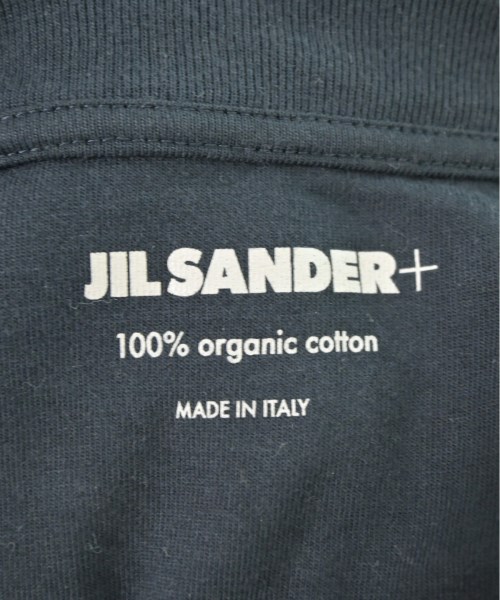 JIL SANDER+
100% organic cotton
MADE IN ITALY